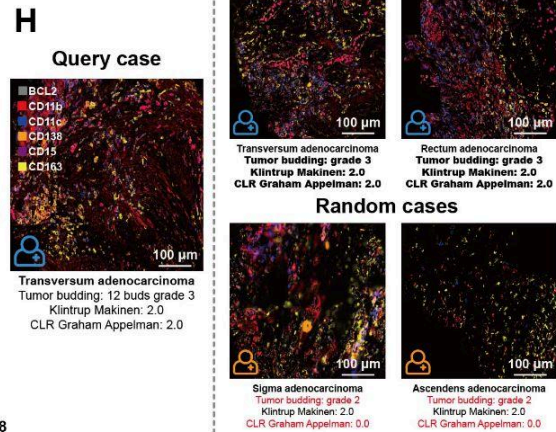 H
Query case
BCL2
CD11b
CD11c
CD138
CD15
CD163
100 µm
Transversum adenocarcinoma
Tumor budding: 12 buds grade 3
Klintrup Makinen: 2.0
CLR Graham Appelman: 2.0
100 µm
100 µm
Transversum adenocarcinoma
Tumor budding: grade 3
Klintrup Makinen: 2.0
CLR Graham Appelman: 2.0
Rectum adenocarcinoma
Tumor budding: grade 3
Klintrup Makinen: 2.0
CLR Graham Appelman: 2.0
Random cases
100 µm
100 µm
Sigma adenocarcinoma
Tumor budding: grade 2
Klintrup Makinen: 2.0
CLR Graham Appelman: 0.0
Ascendens adenocarcinoma
Tumor budding: grade 2
Klintrup Makinen: 2.0
CLR Graham Appelman: 0.0
8